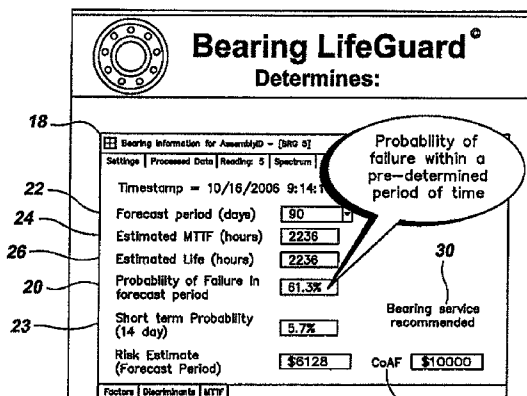 Bearing LifeGuard©
Determines:
18
Bearing Information for AssemblyID - [BRG 5]
Settings Processed Data Reading: 5 Spectrum
Probability of
failure within a
pre-determined
period of time
Timestamp = 10/16/2006 9:14:1
22
Forecast period (days) 90
24
Estimated MTTF (hours) 2236
26
Estimated Life (hours) 2236
20
Probability of Failure in
forecast period 61.3%
30
Bearing service
recommended
23
Short term Probability
(14 day) 5.7%
Risk Estimate
(Forecast Period) $6128 CoAF $10000
Factors Discriminants MTTF